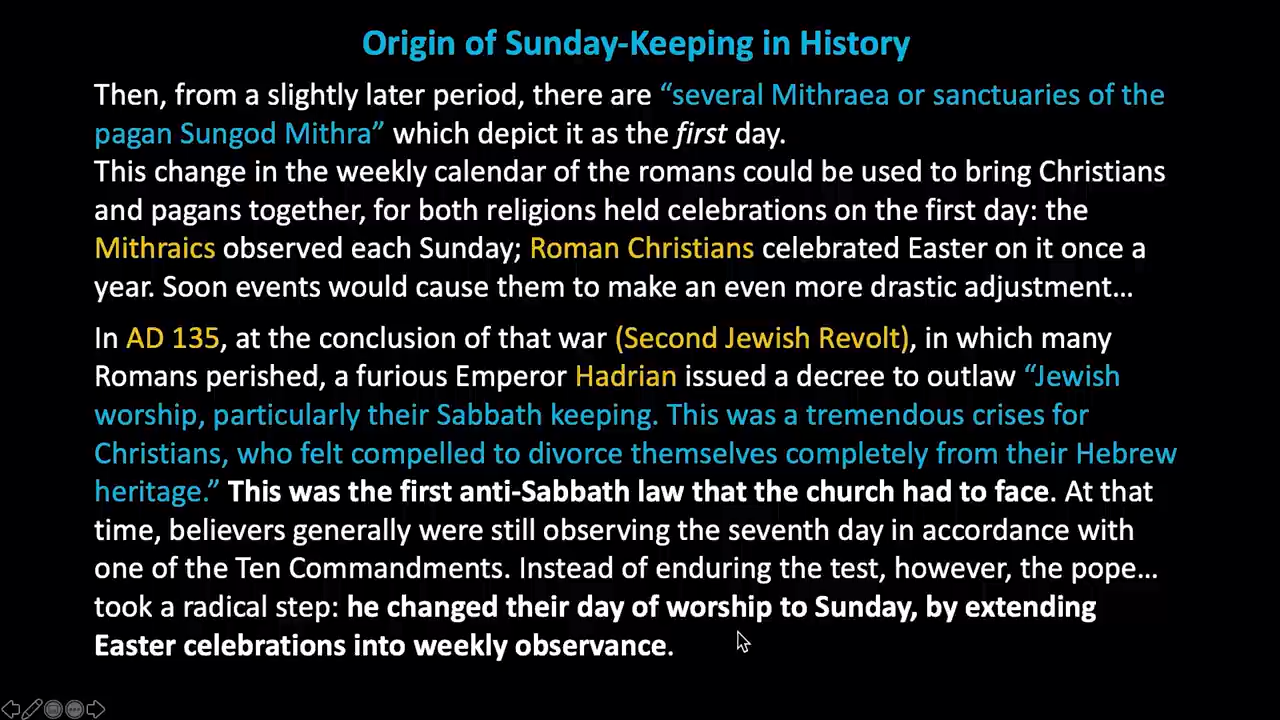 Origin of Sunday-Keeping in History
Then, from a slightly later period, there are “several Mithraea or sanctuaries of the
pagan Sungod Mithra” which depict it as the first day.
This change in the weekly calendar of the romans could be used to bring Christians
and pagans together, for both religions held celebrations on the first day: the
Mithraics observed each Sunday; Roman Christians celebrated Easter on it once a
year. Soon events would cause them to make an even more drastic adjustment…
In AD 135, at the conclusion of that war (Second Jewish Revolt), in which many
Romans perished, a furious Emperor Hadrian issued a decree to outlaw “Jewish
worship, particularly their Sabbath keeping. This was a tremendous crises for
Christians, who felt compelled to divorce themselves completely from their Hebrew
heritage.” This was the first anti-Sabbath law that the church had to face. At that
time, believers generally were still observing the seventh day in accordance with
one of the Ten Commandments. Instead of enduring the test, however, the pope…
took a radical step: he changed their day of worship to Sunday, by extending
Easter celebrations into weekly observance.